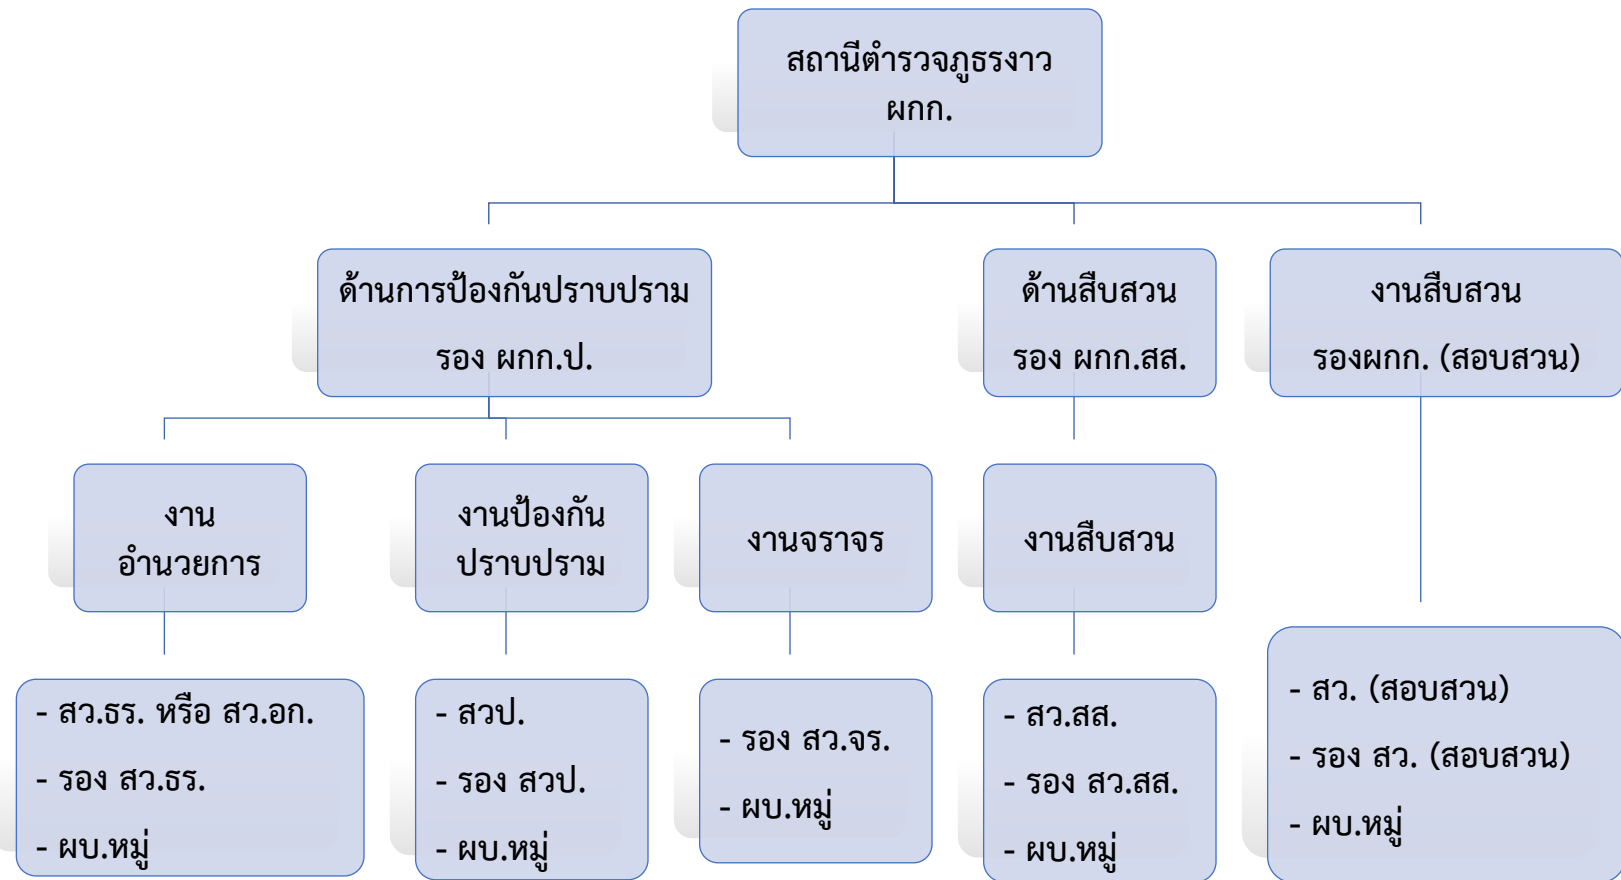 สถานีตำรวจภูธรงาว
ผกก.
ด้านการป้องกันปราบปราม
รอง ผกก.ป.
ด้านสืบสวน
รอง ผกก.สส.
งานสืบสวน
รองผกก. (สอบสวน)
งาน
อำนวยการ
งานป้องกัน
ปราบปราม
งานจราจร
งานสืบสวน
- สว.ธร. หรือ สว.อก.
- รอง สว.ธร.
- ผบ.หมู่
- สวป.
- รอง สวป.
- ผบ.หมู่
- รอง สว.จร.
- ผบ.หมู่
- สว.สส.
- รอง สว.สส.
- ผบ.หมู่
- สว. (สอบสวน)
- รอง สว. (สอบสวน)
- ผบ.หมู่